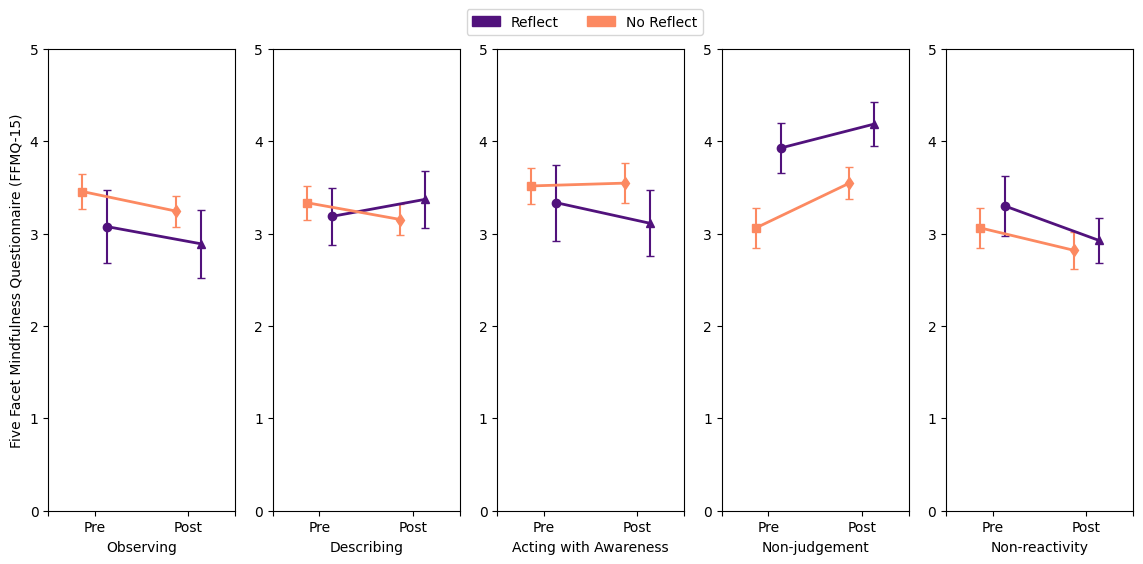 Reflect No Reflect
Five Facet Mindfulness Questionnaire (FFMQ-15)
5 5 5 5 5
4 4 4 4 4
3 3 3 3 3
2 2 2 2 2
1 1 1 1 1
0 0 0 0 0
Pre Post Pre Post Pre Post Pre Post Pre Post
Observing Describing Acting with Awareness Non-judgement Non-reactivity